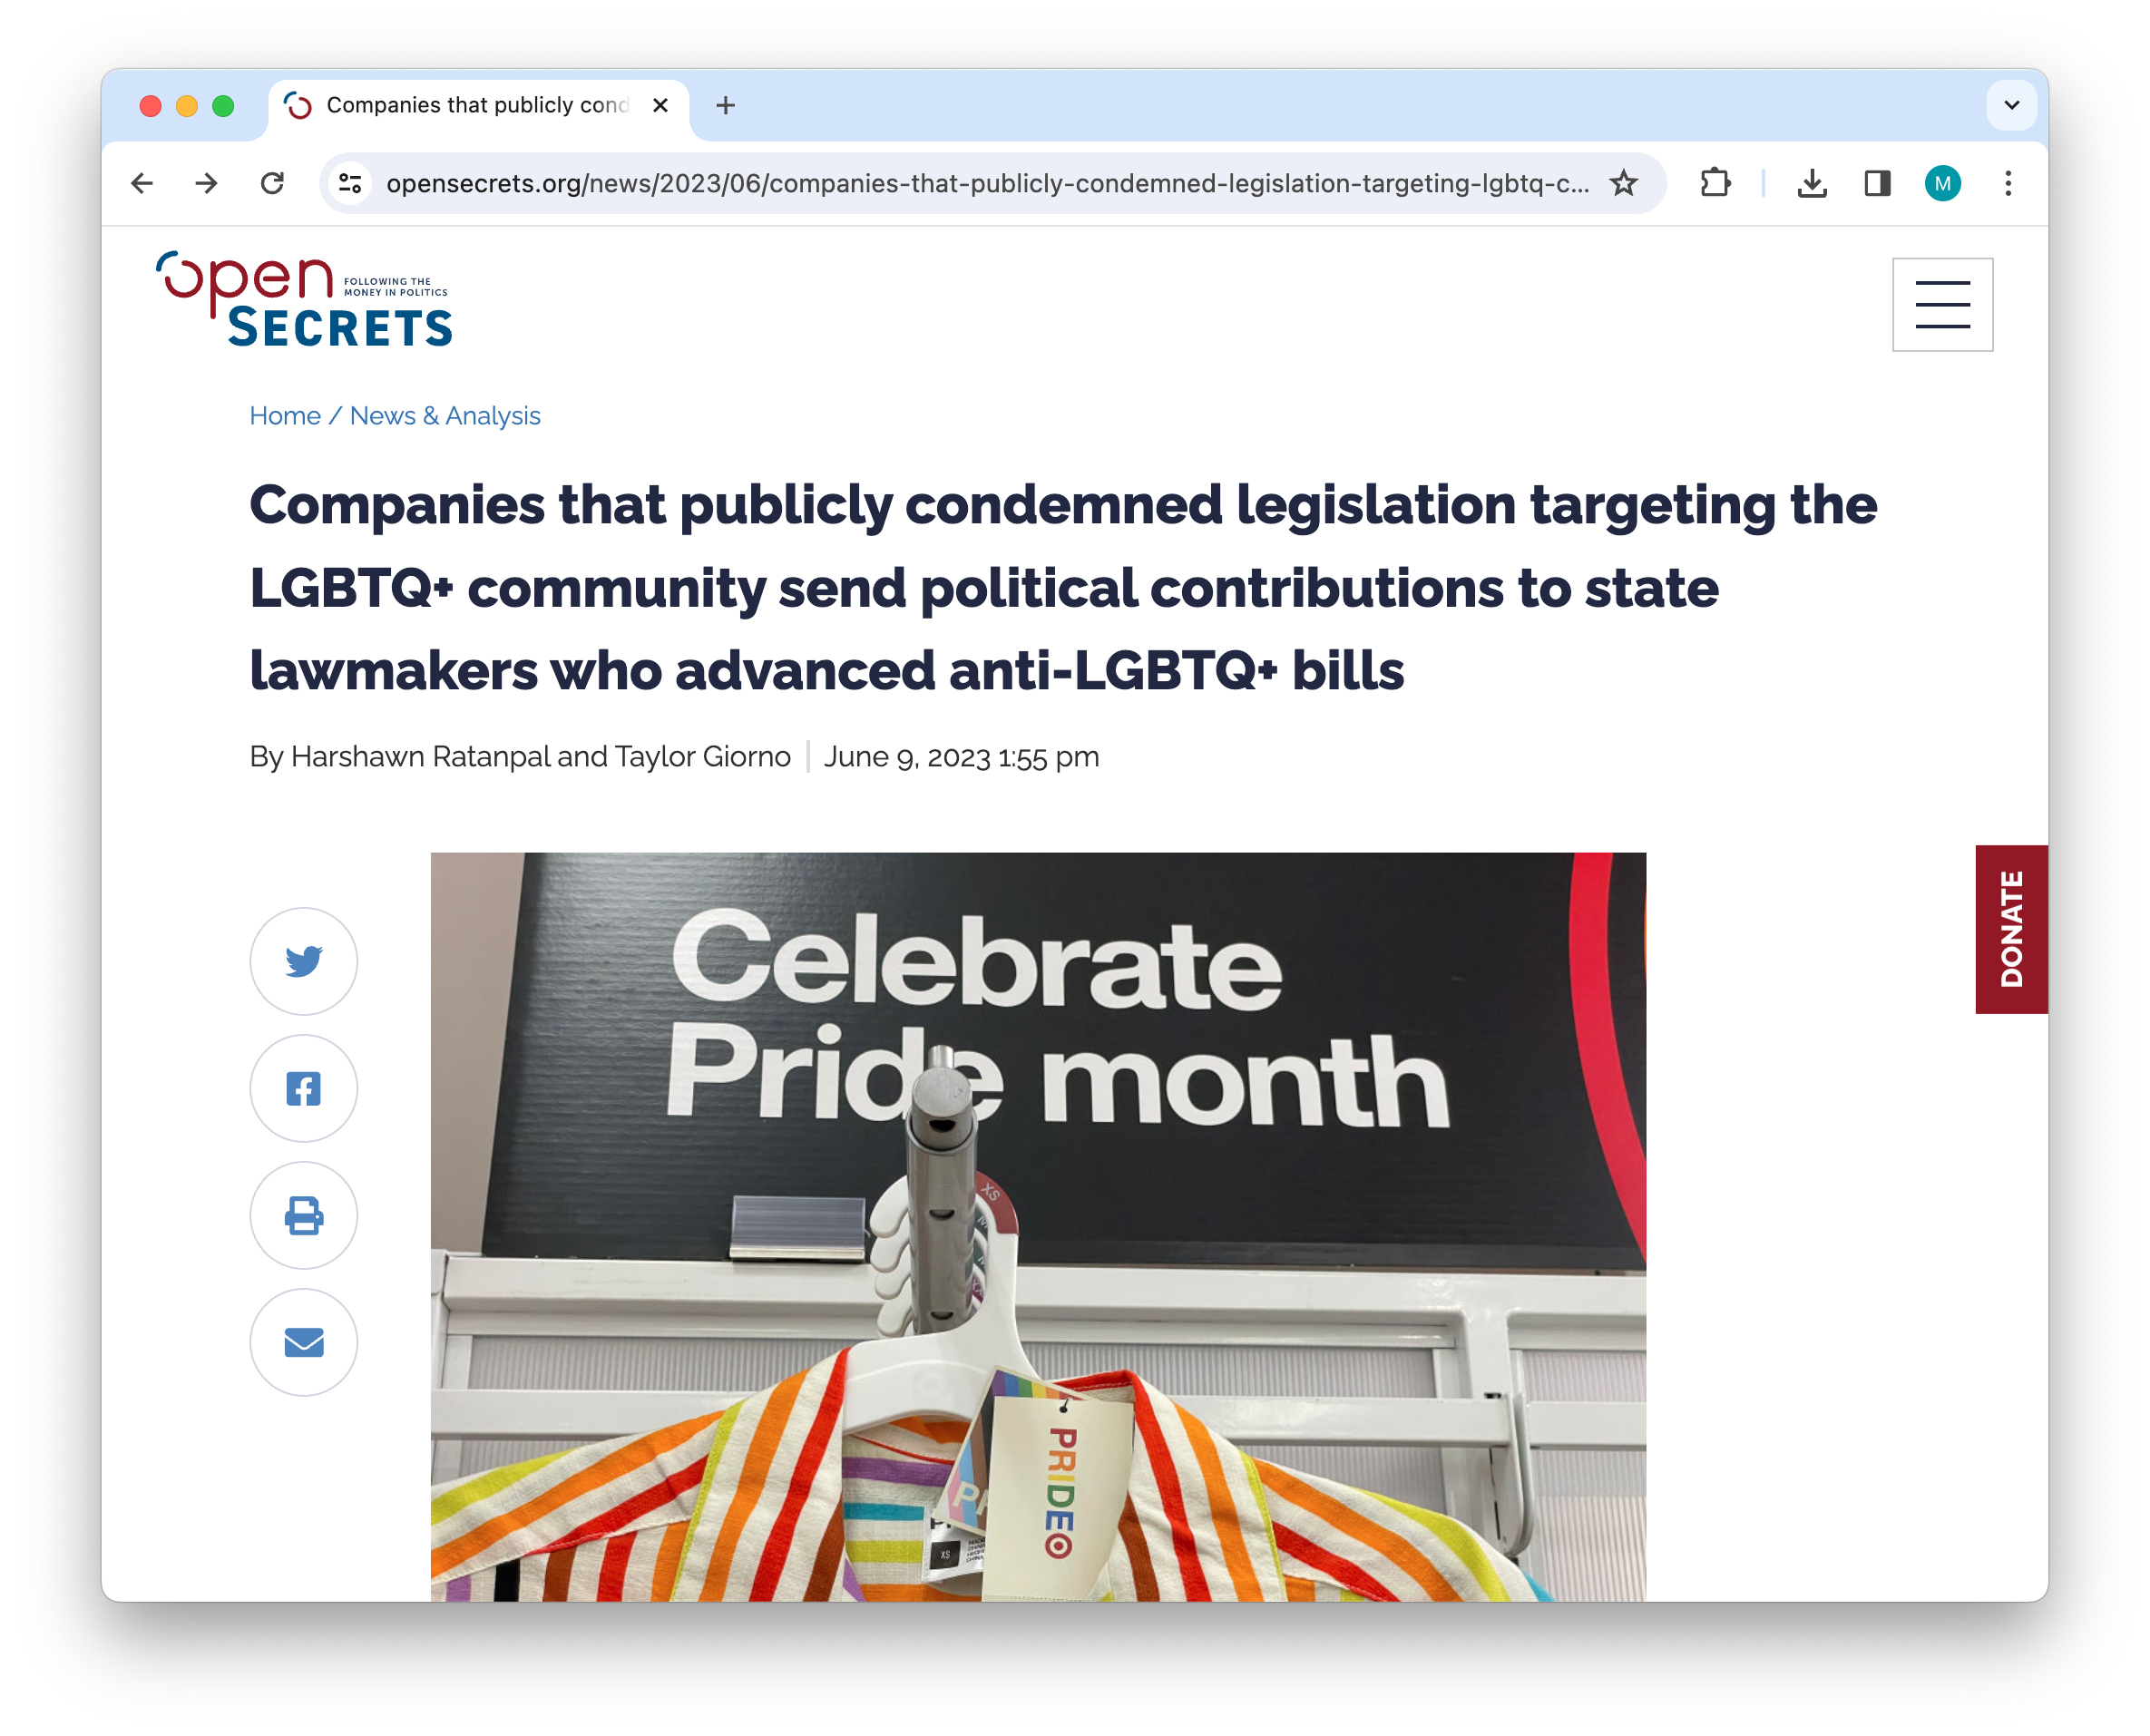 Companies that publicly cond
opensecrets.org/news/2023/06/companies-that-publicly-condemned-legislation-targeting-lgbtq-c...
M
open
FOLLOWING THE
MONEY IN POLITICS
SECRETS
Home / News & Analysis
Companies that publicly condemned legislation targeting the
LGBTQ+ community send political contributions to state
lawmakers who advanced anti-LGBTQ+ bills
By Harshawn Ratanpal and Taylor Giorno | June 9, 2023 1:55 pm
DONATE
Celebrate
Pride month
XS
PRIDE
XS